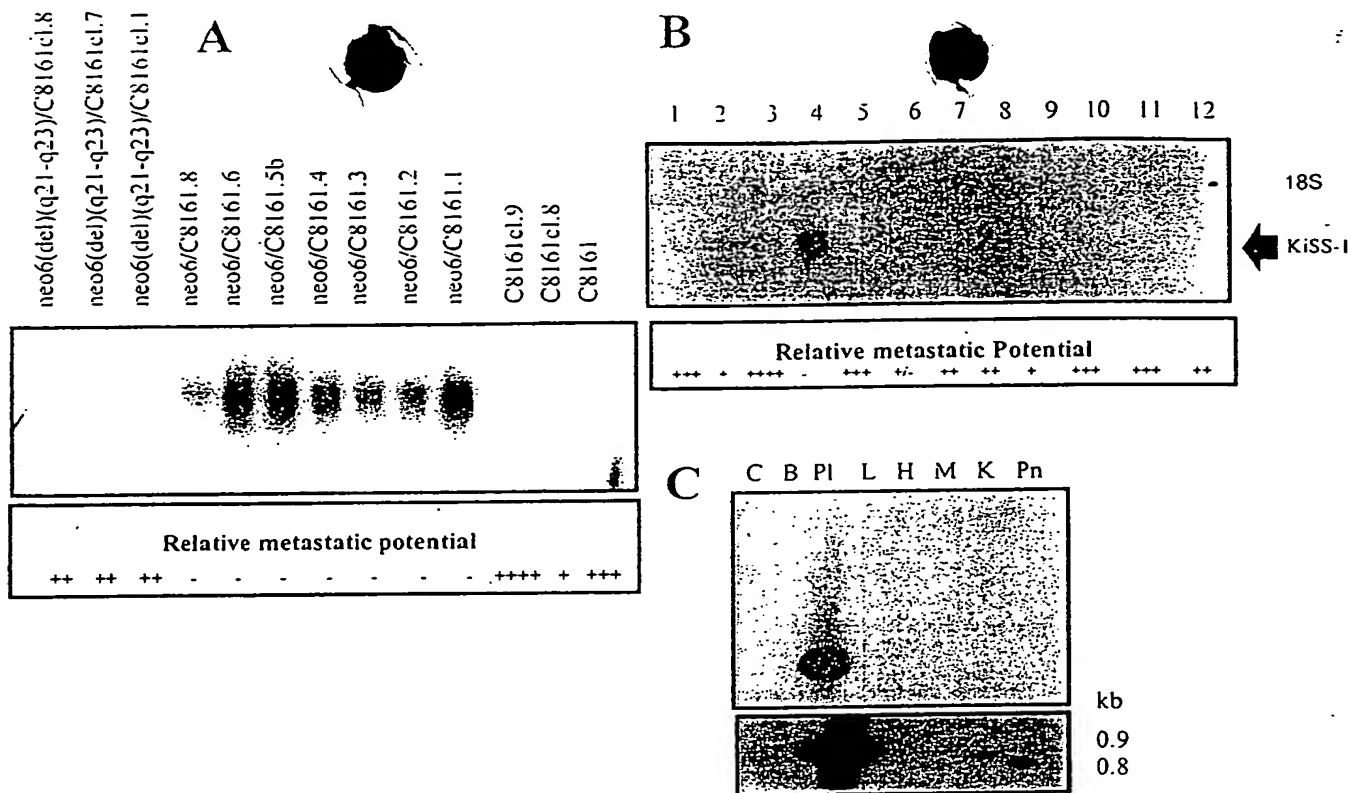 A
neo6(del)(q21-q23)/C8161cl.8
neo6(del)(q21-q23)/C8161cl.7
neo6(del)(q21-q23)/C8161cl.1
neo6/C8161.8
neo6/C8161.6
neo6/C8161.5b
neo6/C8161.4
neo6/C8161.3
neo6/C8161.2
neo6/C8161.1
C8161cl.9
C8161cl.8
C8161
Relative metastatic potential
++ ++ ++ - - - - - - - ++++ + +++
B
1 2 3 4 5 6 7 8 9 10 11 12
18S
KiSS-1
Relative metastatic Potential
+++ + ++++ - +++ +/- ++ ++ + +++ +++ ++
C
C B Pl L H M K Pn
kb
0.9
0.8